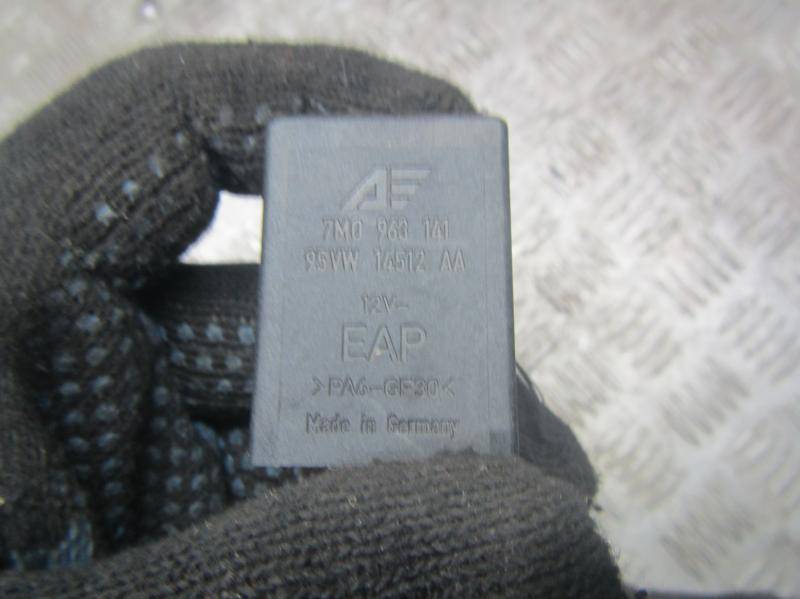 AE
7M0 963 141
95VW 14512 AA
12V-
EAP
>PA6-GF30<
Made in Germany